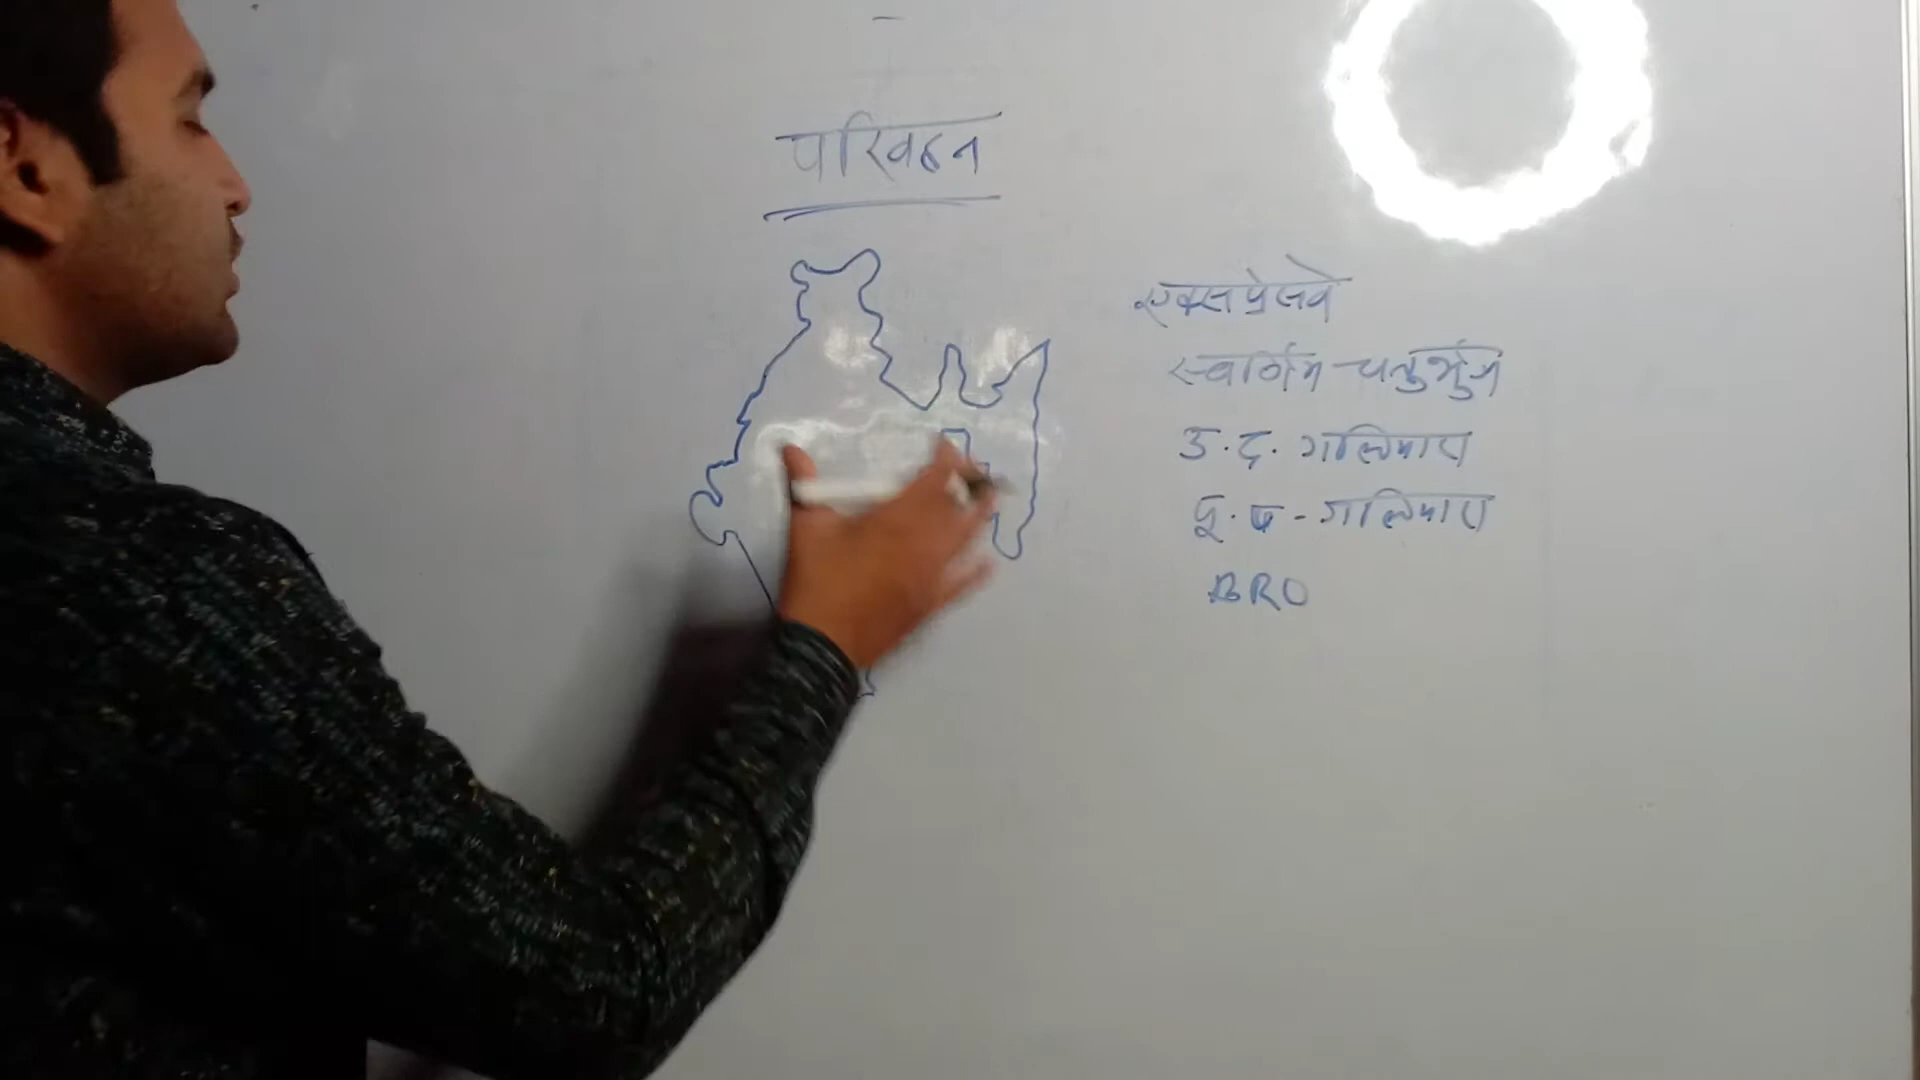 परिवहन
एक्सप्रेसवे
स्वर्णिम-चतुर्भुज
उ.द. गलियारा
पू.प-गलियारा
BRO